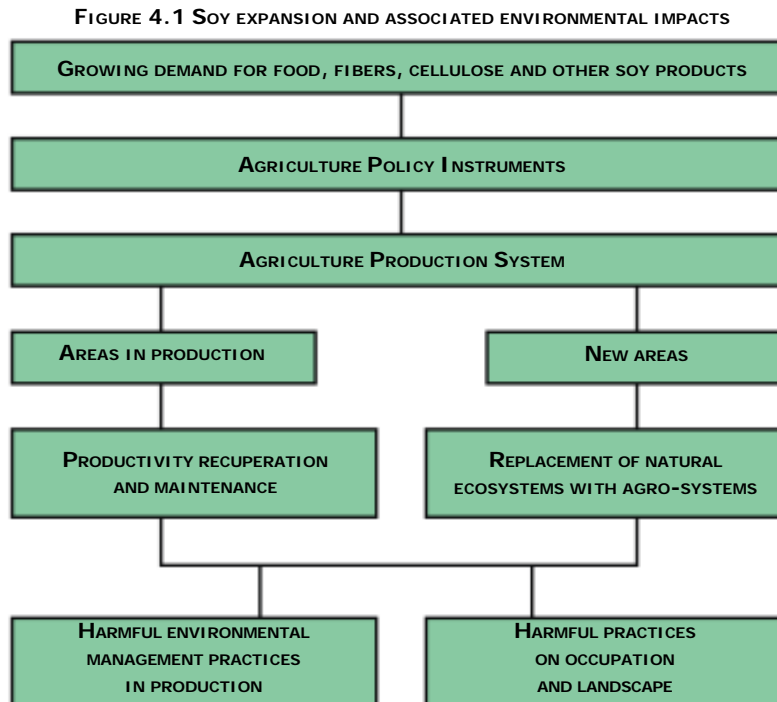 Figure 4.1 Soy expansion and associated environmental impacts
Growing demand for food, fibers, cellulose and other soy products
Agriculture Policy Instruments
Agriculture Production System
Areas in production
New areas
Productivity recuperation
and maintenance
Replacement of natural
ecosystems with agro-systems
Harmful environmental
management practices
in production
Harmful practices
on occupation
and landscape